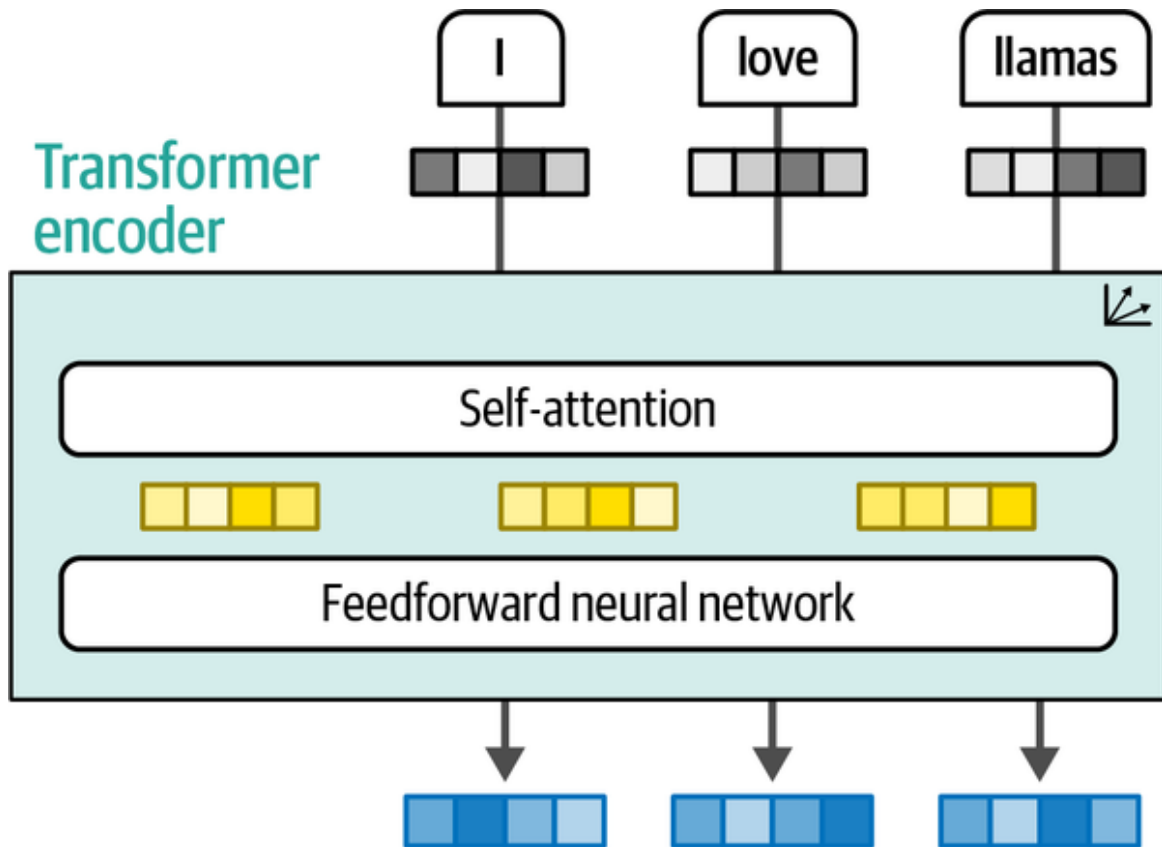 I
love
llamas
Transformer
encoder
Self-attention
Feedforward neural network